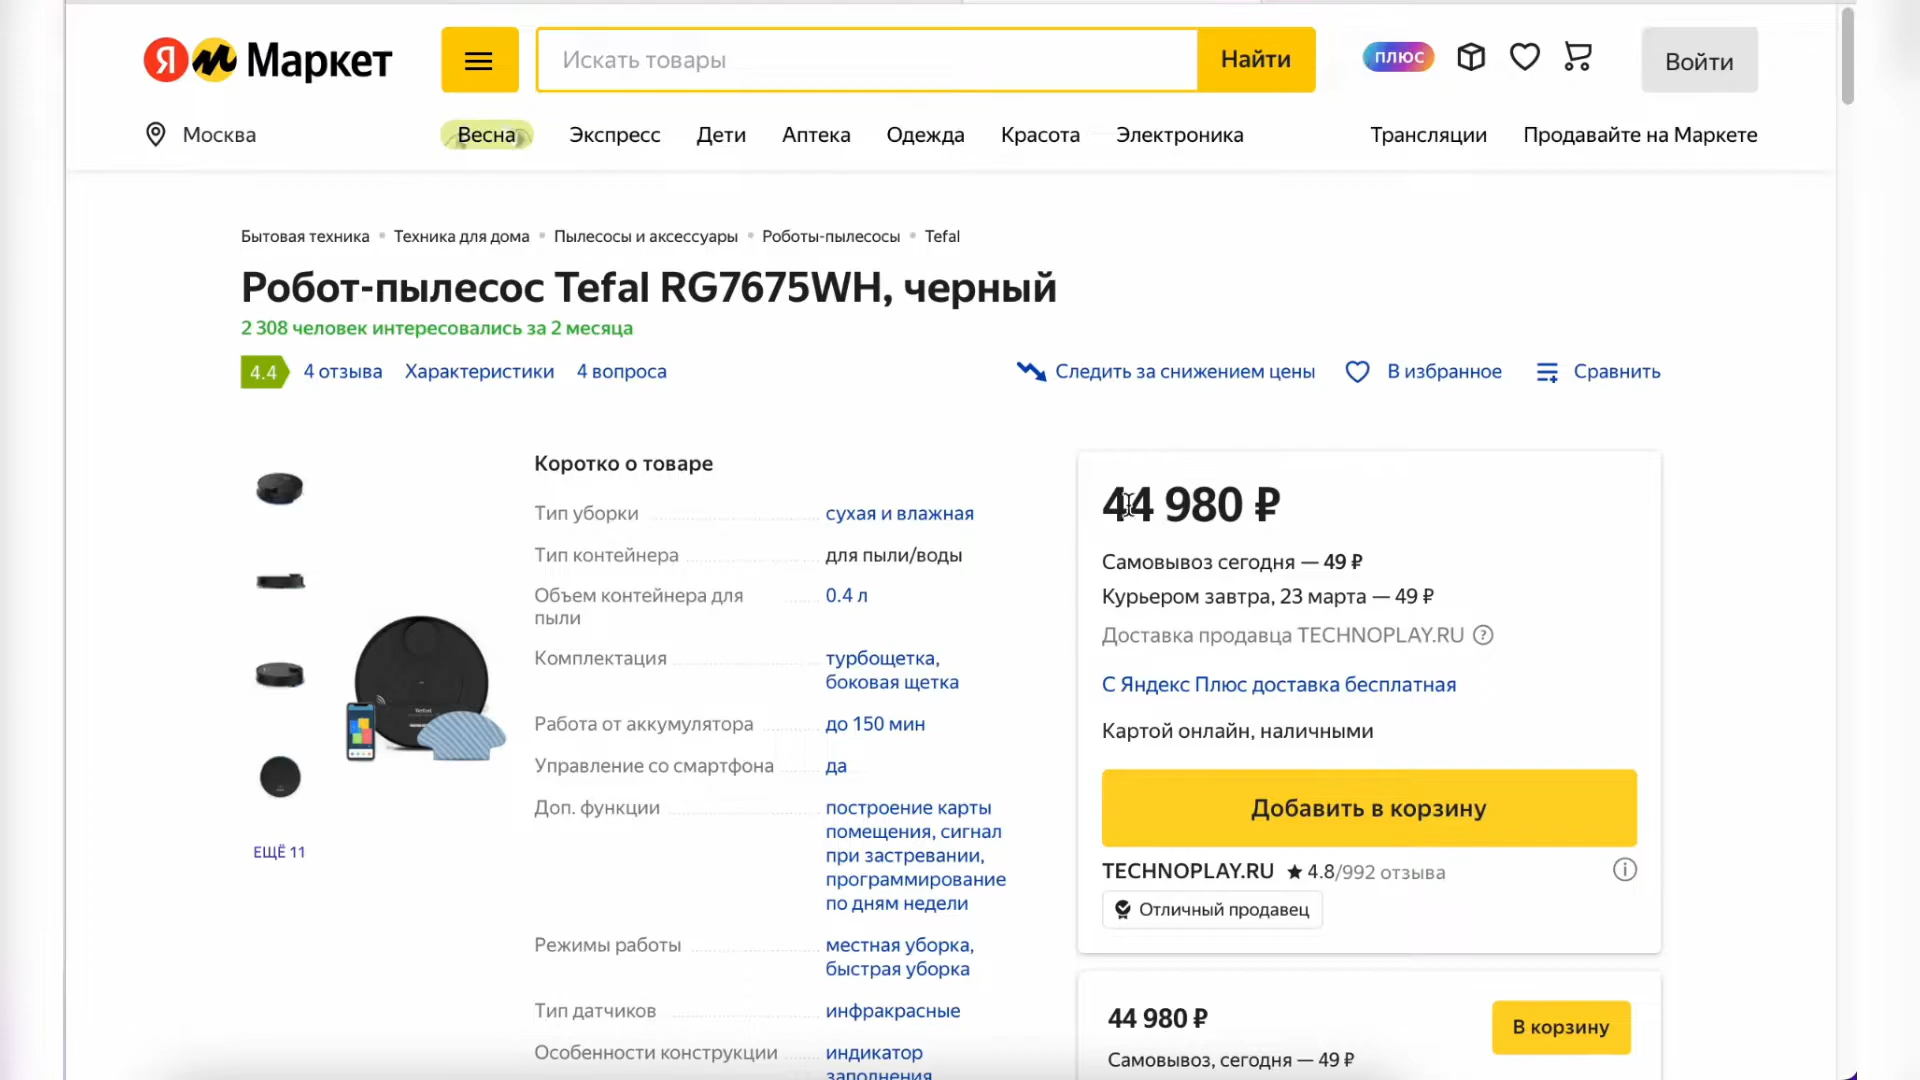 Я М Маркет
Искать товары
Найти
плюс
Войти
Москва
Весна
Экспресс
Дети
Аптека
Одежда
Красота
Электроника
Трансляции
Продавайте на Маркете
Бытовая техника
Техника для дома
Пылесосы и аксессуары
Роботы-пылесосы
Tefal
Робот-пылесос Tefal RG7675WH, черный
2 308 человек интересовались за 2 месяца
4.4
4 отзыва
Характеристики
4 вопроса
Следить за снижением цены
В избранное
Сравнить
ЕЩЁ 11
Коротко о товаре
Тип уборки сухая и влажная
Тип контейнера для пыли/воды
Объем контейнера для 0.4 л
пыли
Комплектация турбощетка,
боковая щетка
Работа от аккумулятора до 150 мин
Управление со смартфона да
Доп. функции построение карты
помещения, сигнал
при застревании,
программирование
по дням недели
Режимы работы местная уборка,
быстрая уборка
Тип датчиков инфракрасные
Особенности конструкции индикатор
заполнения
44 980 ₽
Самовывоз сегодня — 49 ₽
Курьером завтра, 23 марта — 49 ₽
Доставка продавца TECHNOPLAY.RU ?
С Яндекс Плюс доставка бесплатная
Картой онлайн, наличными
Добавить в корзину
TECHNOPLAY.RU ★ 4.8/992 отзыва
Отличный продавец
44 980 ₽
В корзину
Самовывоз, сегодня — 49 ₽